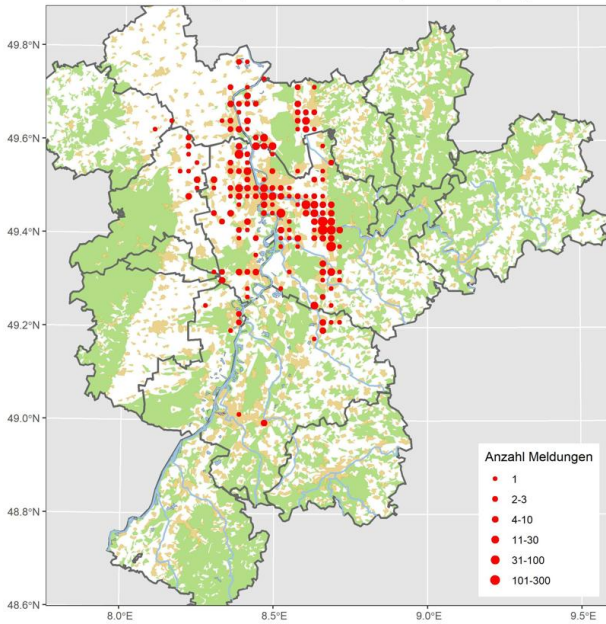 49.8°N
49.6°N
49.4°N
49.2°N
49.0°N
48.8°N
48.6°N
8.0°E
8.5°E
9.0°E
9.5°E
Anzahl Meldungen
1
2-3
4-10
11-30
31-100
101-300